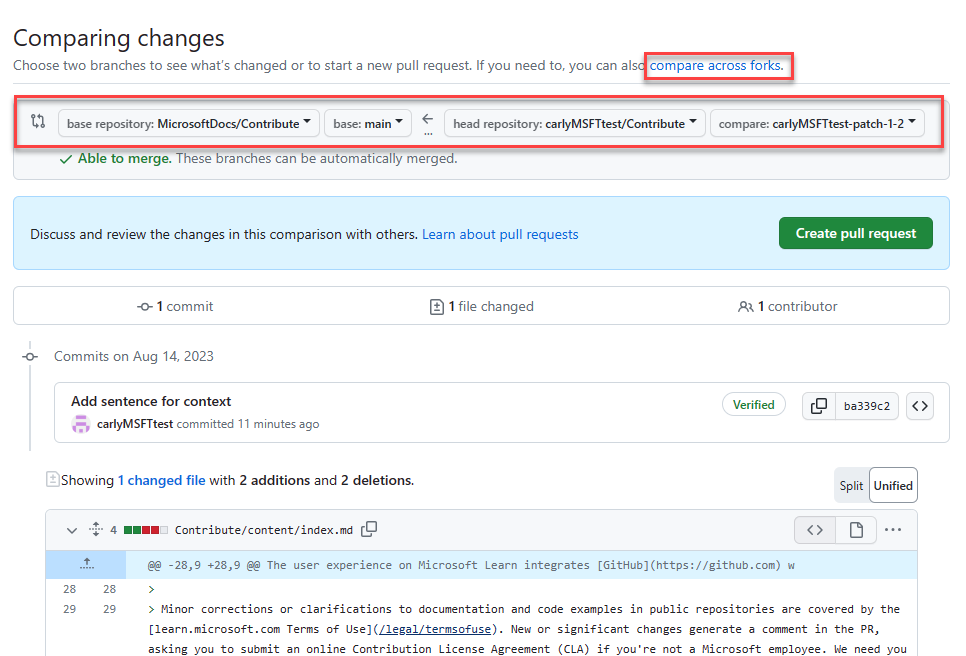 Comparing changes
Choose two branches to see what's changed or to start a new pull request. If you need to, you can also compare across forks.
base repository: MicrosoftDocs/Contribute base: main ... head repository: carlyMSFTtest/Contribute compare: carlyMSFTtest-patch-1-2
Able to merge. These branches can be automatically merged.
Discuss and review the changes in this comparison with others. Learn about pull requests Create pull request
1 commit 1 file changed 1 contributor
Commits on Aug 14, 2023
Add sentence for context
carlyMSFTtest committed 11 minutes ago Verified ba339c2
Showing 1 changed file with 2 additions and 2 deletions. Split Unified
4 Contribute/content/index.md
@@ -28,9 +28,9 @@ The user experience on Microsoft Learn integrates [GitHub](https://github.com) w
28 28 >
29 29 > Minor corrections or clarifications to documentation and code examples in public repositories are covered by the
[learn.microsoft.com Terms of Use](/legal/termsofuse). New or significant changes generate a comment in the PR,
asking you to submit an online Contribution License Agreement (CLA) if you're not a Microsoft employee. We need you